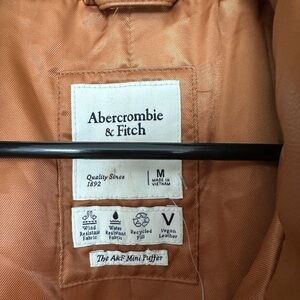 Abercrombie
& Fitch
Quality Since
1892
M
MADE IN
VIETNAM
Wind
Resistant
Fabric
Water
Resistant
Fabric
Recycled
Fill
Vegan
Leather
The A&F Mini Puffer